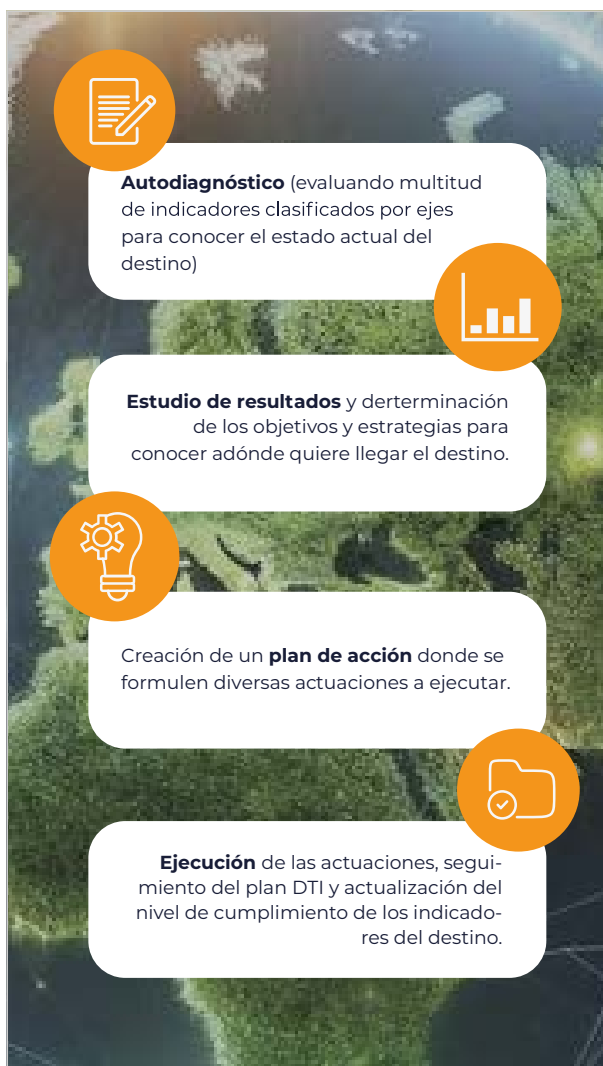 Autodiagnóstico (evaluando multitud
de indicadores clasificados por ejes
para conocer el estado actual del
destino)
Estudio de resultados y derterminación
de los objetivos y estrategias para
conocer adónde quiere llegar el destino.
Creación de un plan de acción donde se
formulen diversas actuaciones a ejecutar.
Ejecución de las actuaciones, segui-
miento del plan DTI y actualización del
nivel de cumplimiento de los indicado-
res del destino.